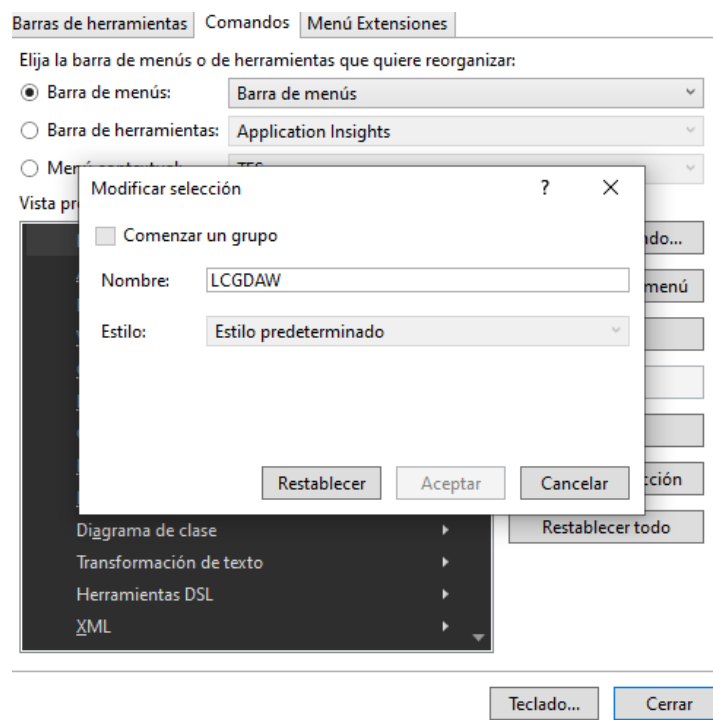 Barras de herramientas Comandos Menú Extensiones
Elija la barra de menús o de herramientas que quiere reorganizar:
Barra de menús: Barra de menús
Barra de herramientas: Application Insights
Vista
Modificar selección ? X
Comenzar un grupo
Nombre: LCGDAW
menú
Estilo: Estilo predeterminado
Restablecer Aceptar Cancelar
Diagrama de clase
Restablecer todo
Transformación de texto
Herramientas DSL
XML
Teclado... Cerrar